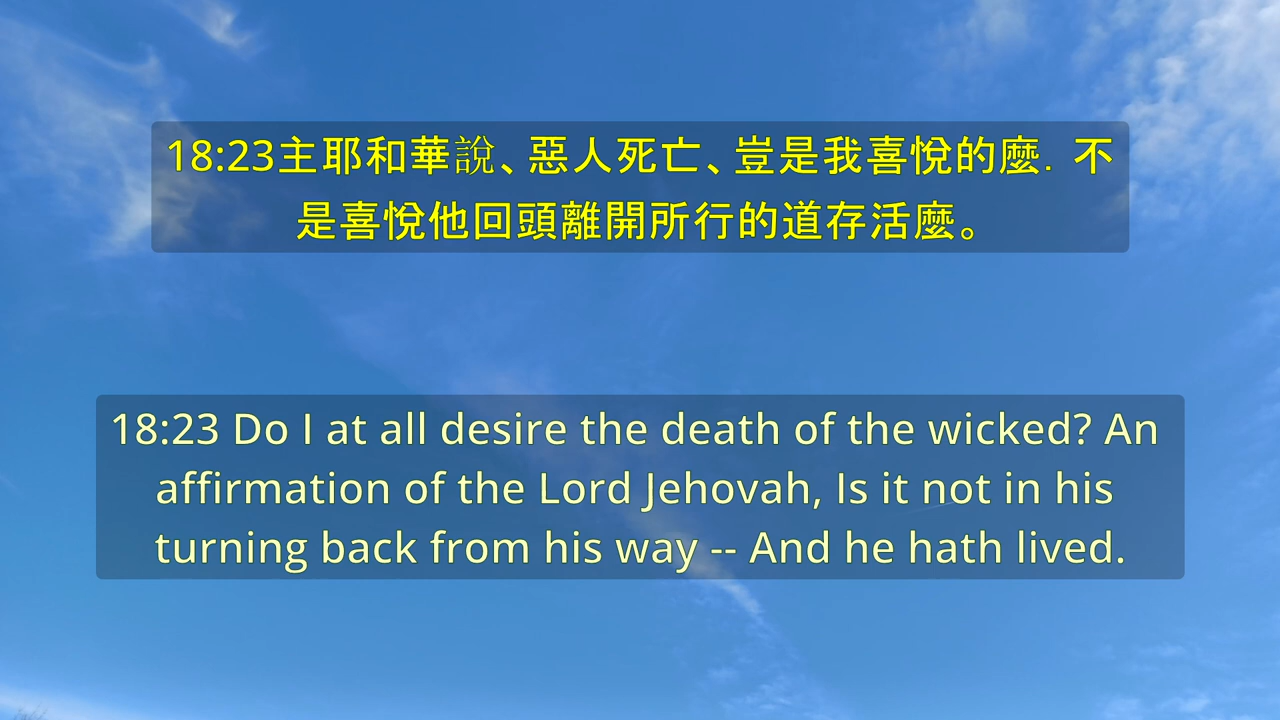 18:23主耶和華說、惡人死亡、豈是我喜悅的麼．不
是喜悅他回頭離開所行的道存活麼。
18:23 Do I at all desire the death of the wicked? An
affirmation of the Lord Jehovah, Is it not in his
turning back from his way -- And he hath lived.